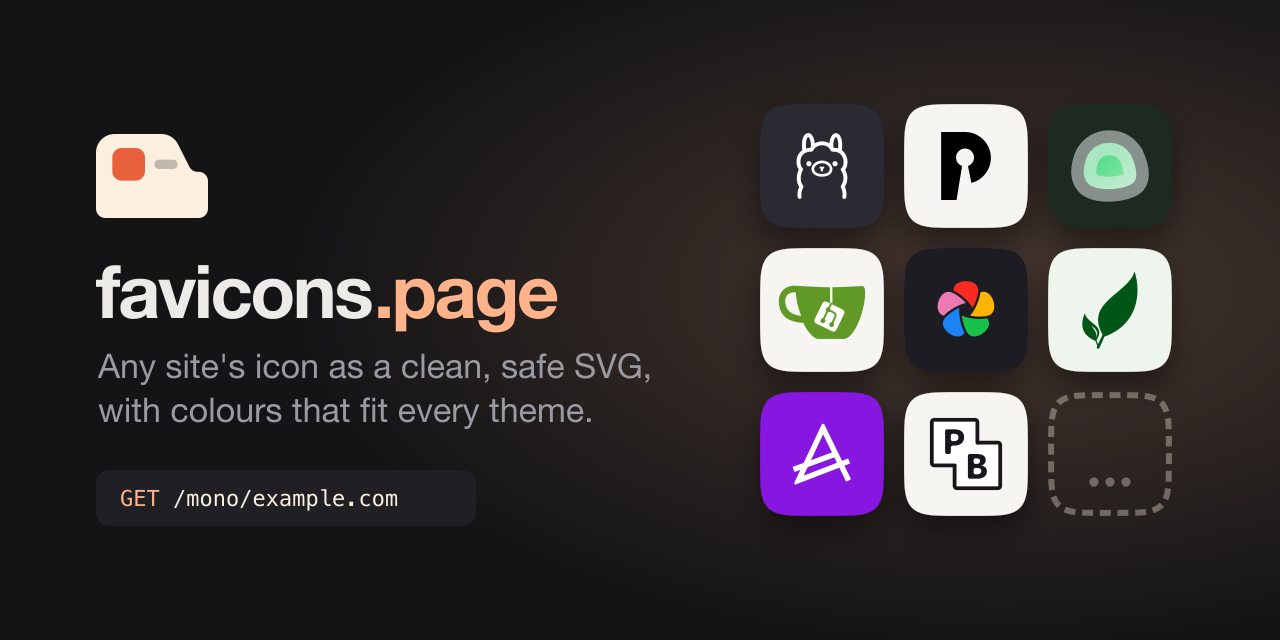 favicons.page
Any site's icon as a clean, safe SVG,
with colours that fit every theme.
GET /mono/example.com
P
P
B